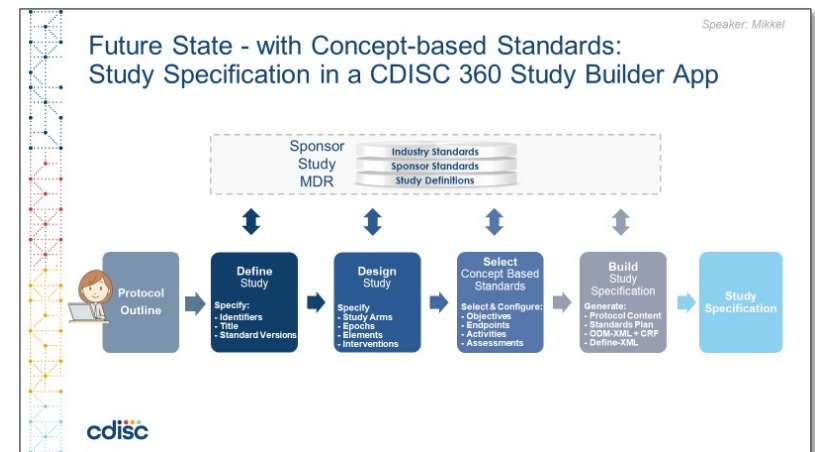 Speaker: Mikkel
Future State - with Concept-based Standards:
Study Specification in a CDISC 360 Study Builder App
Sponsor
Study
MDR
Industry Standards
Sponsor Standards
Study Definitions
Protocol
Outline
Define
Study
Specify:
- Identifiers
- Title
- Standard Versions
Design
Study
Specify
- Study Arms
- Epochs
- Elements
- Interventions
Select
Concept Based
Standards
Select & Configure:
- Objectives
- Endpoints
- Activities
- Assessments
Build
Study
Specification
Generate:
- Protocol Content
- Standards Plan
- ODM-XML + CRF
- Define-XML
Study
Specification
cdisc